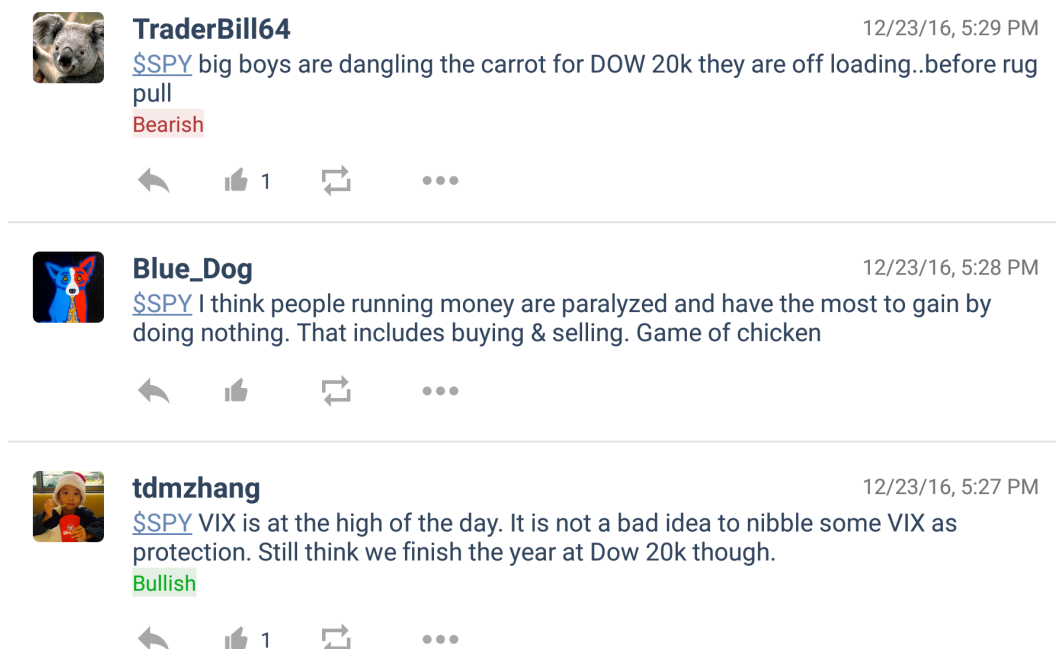 TraderBill64
12/23/16, 5:29 PM
$SPY big boys are dangling the carrot for DOW 20k they are off loading..before rug
pull
Bearish
1
Blue_Dog
12/23/16, 5:28 PM
$SPY I think people running money are paralyzed and have the most to gain by
doing nothing. That includes buying & selling. Game of chicken
tdmzhang
12/23/16, 5:27 PM
$SPY VIX is at the high of the day. It is not a bad idea to nibble some VIX as
protection. Still think we finish the year at Dow 20k though.
Bullish
1